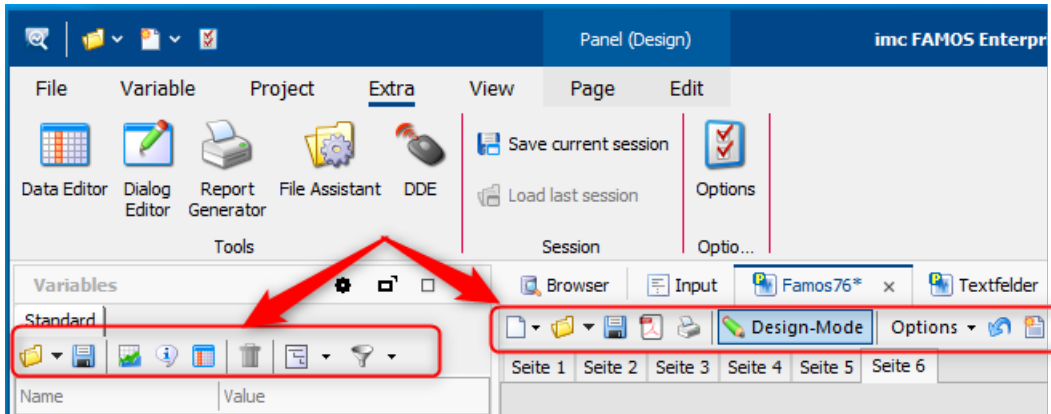 Panel (Design) imc FAMOS Enterpr
File Variable Project Extra View Page Edit
Save current session
Load last session
Data Editor Dialog Editor Report Generator File Assistant DDE Options
Tools Session Optio...
Variables Browser Input Famos76* Textfelder
Standard
Design-Mode Options
Seite 1 Seite 2 Seite 3 Seite 4 Seite 5 Seite 6
Name Value